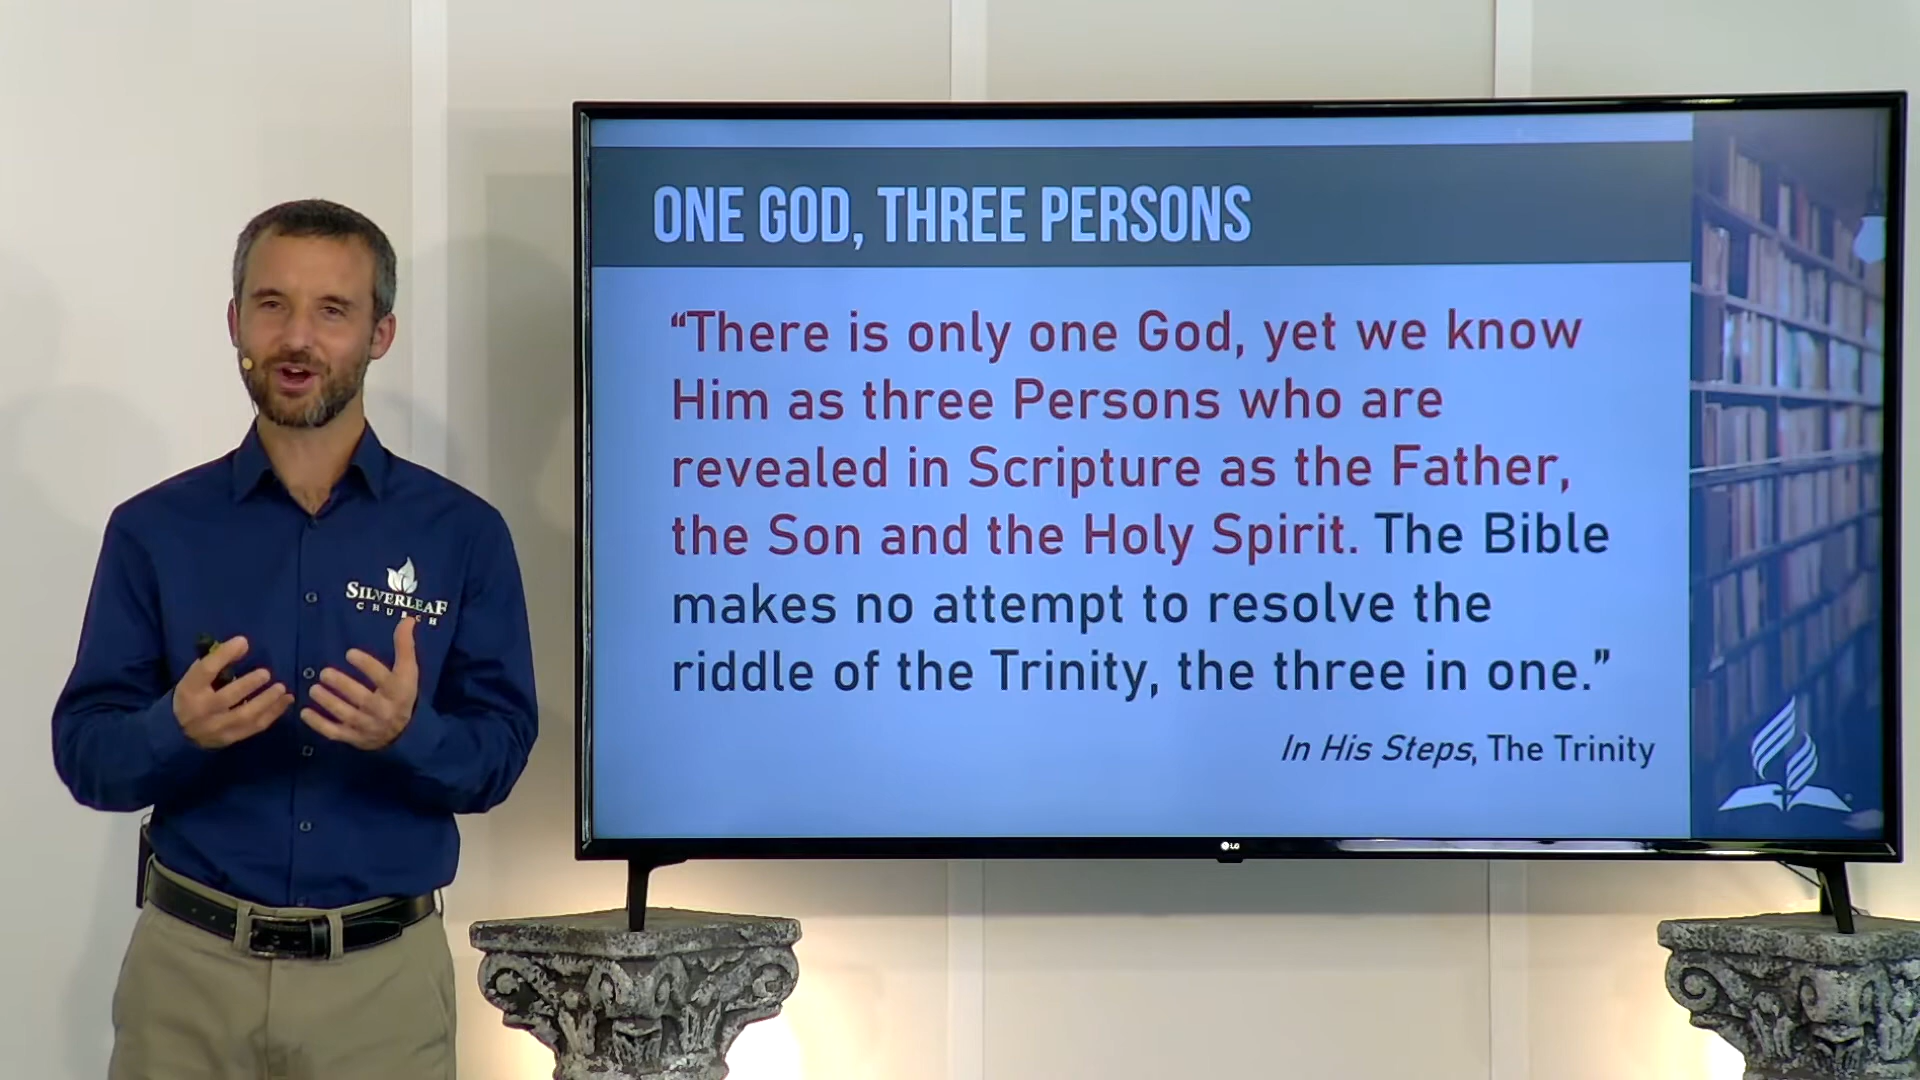 ONE GOD, THREE PERSONS
“There is only one God, yet we know
Him as three Persons who are
revealed in Scripture as the Father,
the Son and the Holy Spirit. The Bible
makes no attempt to resolve the
riddle of the Trinity, the three in one.”
In His Steps, The Trinity
SILVERLEAF
CHURCH
LG